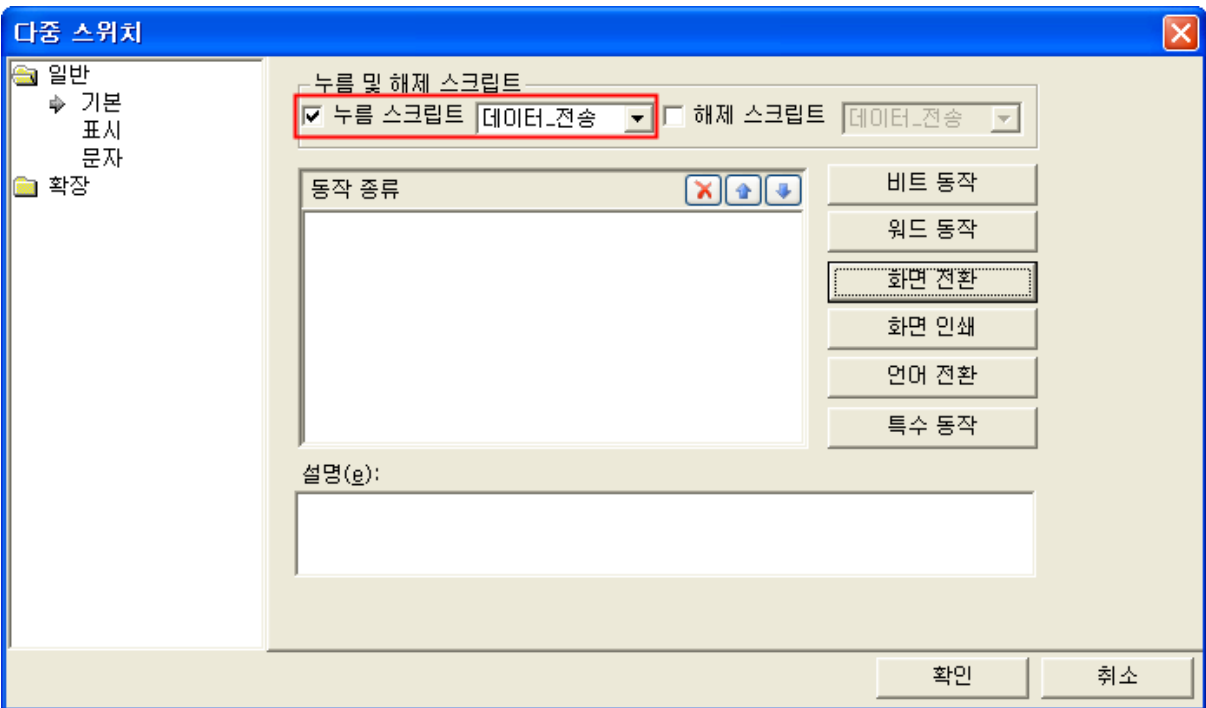 다중 스위치
일반
기본
표시
문자
확장
누름 및 해제 스크립트
누름 스크립트 데이터_전송 해제 스크립트 데이터_전송
동작 종류
비트 동작
워드 동작
화면 전환
화면 인쇄
언어 전환
특수 동작
설명(e):
확인 취소